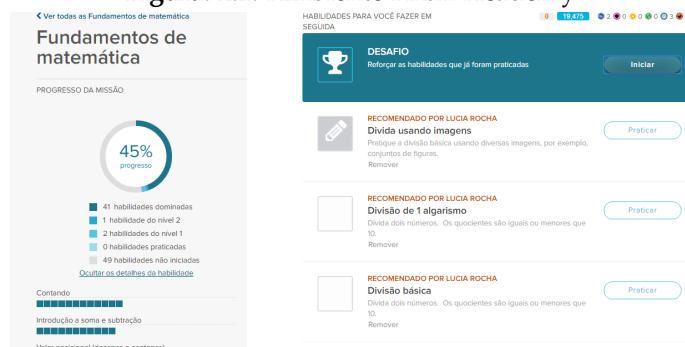 Ver todas as Fundamentos de matemática
Fundamentos de
matemática
PROGRESSO DA MISSÃO
45%
progresso
41 habilidades dominadas
1 habilidade do nível 2
2 habilidades do nível 1
0 habilidades praticadas
49 habilidades não iniciadas
Ocultar os detalhes da habilidade
Contando
Introdução a soma e subtração
HABILIDADES PARA VOCÊ FAZER EM
SEGUIDA
0 19,475 2 0 0 0 3
DESAFIO
Reforçar as habilidades que já foram praticadas
Iniciar
RECOMENDADO POR LUCIA ROCHA
Divida usando imagens
Pratique a divisão básica usando diversas imagens, por exemplo,
conjuntos de figuras.
Remover
Praticar
RECOMENDADO POR LUCIA ROCHA
Divisão de 1 algarismo
Divida dois números. Os quocientes são iguais ou menores que
10.
Remover
Praticar
RECOMENDADO POR LUCIA ROCHA
Divisão básica
Divida dois números. Os quocientes são iguais ou menores que
10.
Remover
Praticar